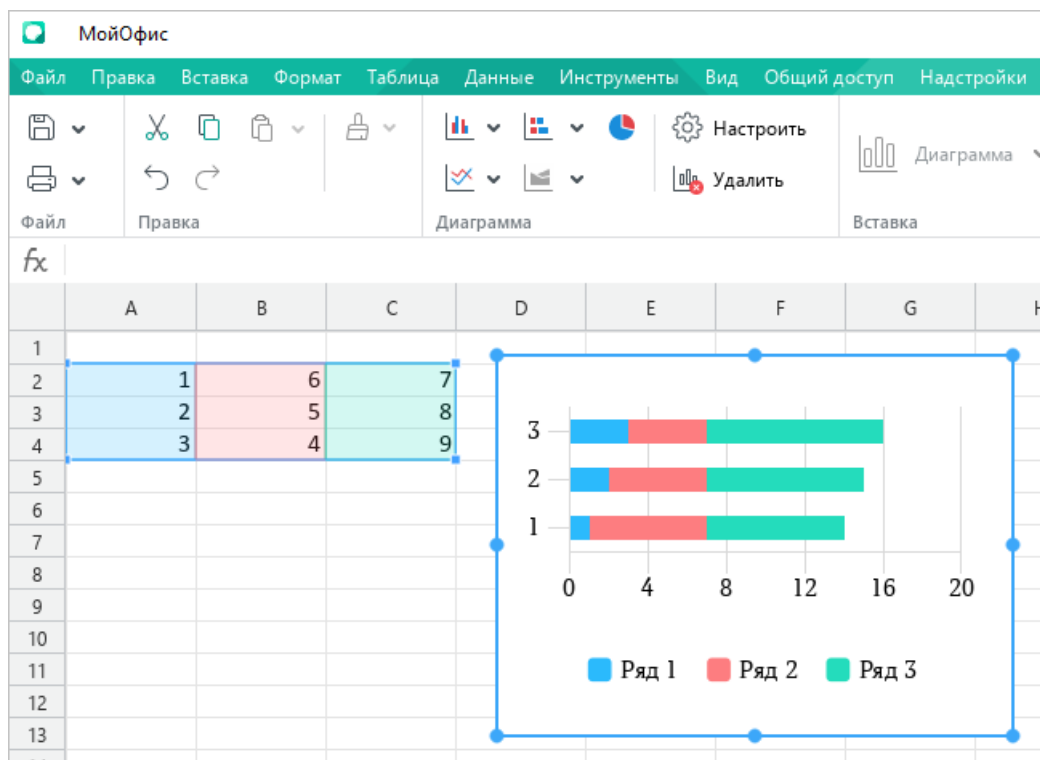 МойОфис
Файл Правка Вставка Формат Таблица Данные Инструменты Вид Общий доступ Надстройки
Настроить
Диаграмма
Удалить
Файл Правка Диаграмма Вставка
fx
A B C D E F G H
1
2 1 6 7
3 2 5 8
4 3 4 9
5
6
7
8
9
10
11
12
13
3
2
1
0 4 8 12 16 20
Ряд 1 Ряд 2 Ряд 3